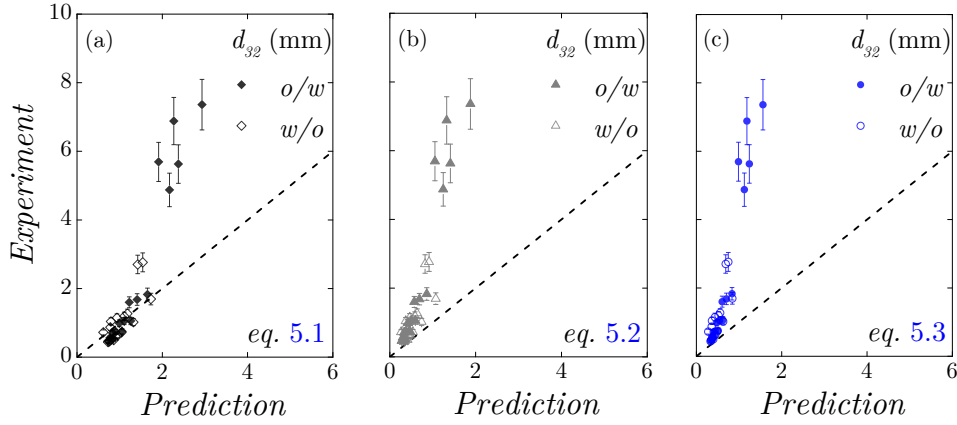 10
8
6
4
2
0
Experiment
(a)
d32 (mm)
o/w
w/o
eq. 5.1
0 2 4 6
Prediction
(b)
d32 (mm)
o/w
w/o
eq. 5.2
0 2 4 6
Prediction
(c)
d32 (mm)
o/w
w/o
eq. 5.3
0 2 4 6
Prediction